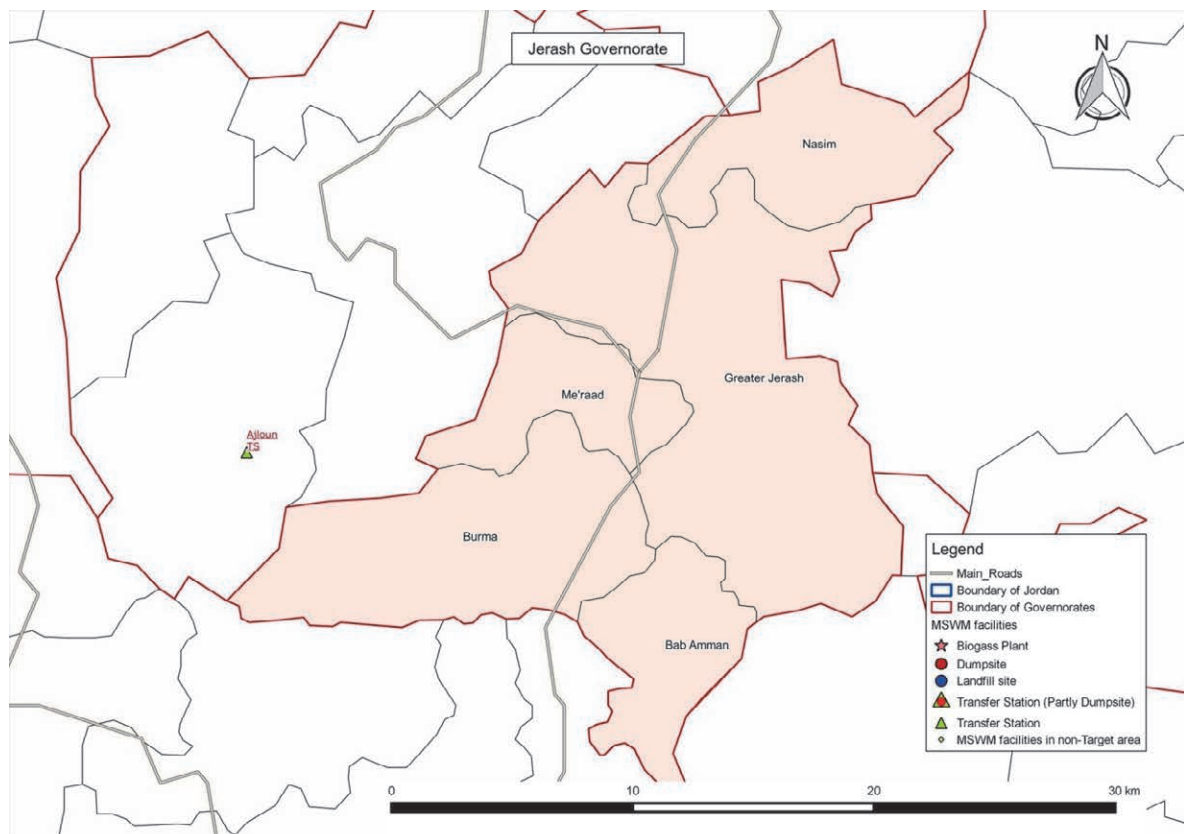 Jerash Governorate
N
Nasim
Greater Jerash
Me'raad
Ajloun
TS
Burma
Bab Amman
Legend
Main_Roads
Boundary of Jordan
Boundary of Governorates
MSWM facilities
Biogass Plant
Dumpsite
Landfill site
Transfer Station (Partly Dumpsite)
Transfer Station
MSWM facilities in non-Target area
0 10 20 30 km